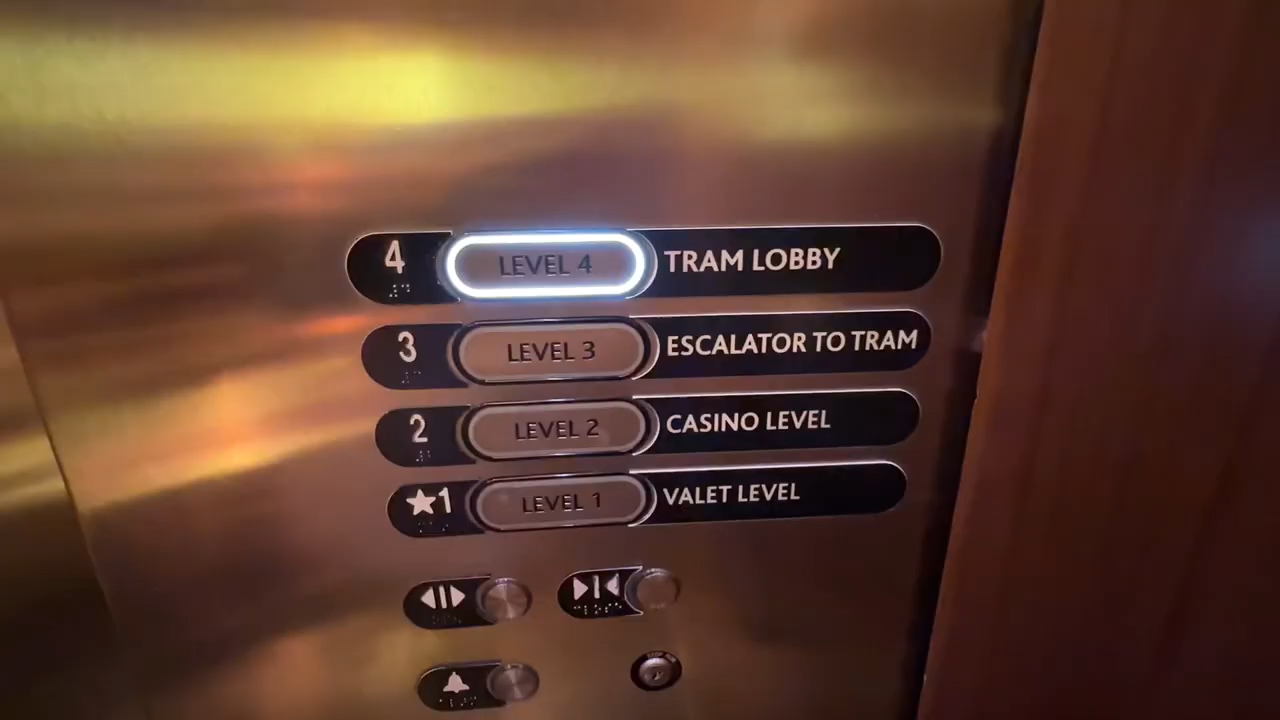 4 LEVEL 4 TRAM LOBBY
3 LEVEL 3 ESCALATOR TO TRAM
2 LEVEL 2 CASINO LEVEL
★1 LEVEL 1 VALET LEVEL